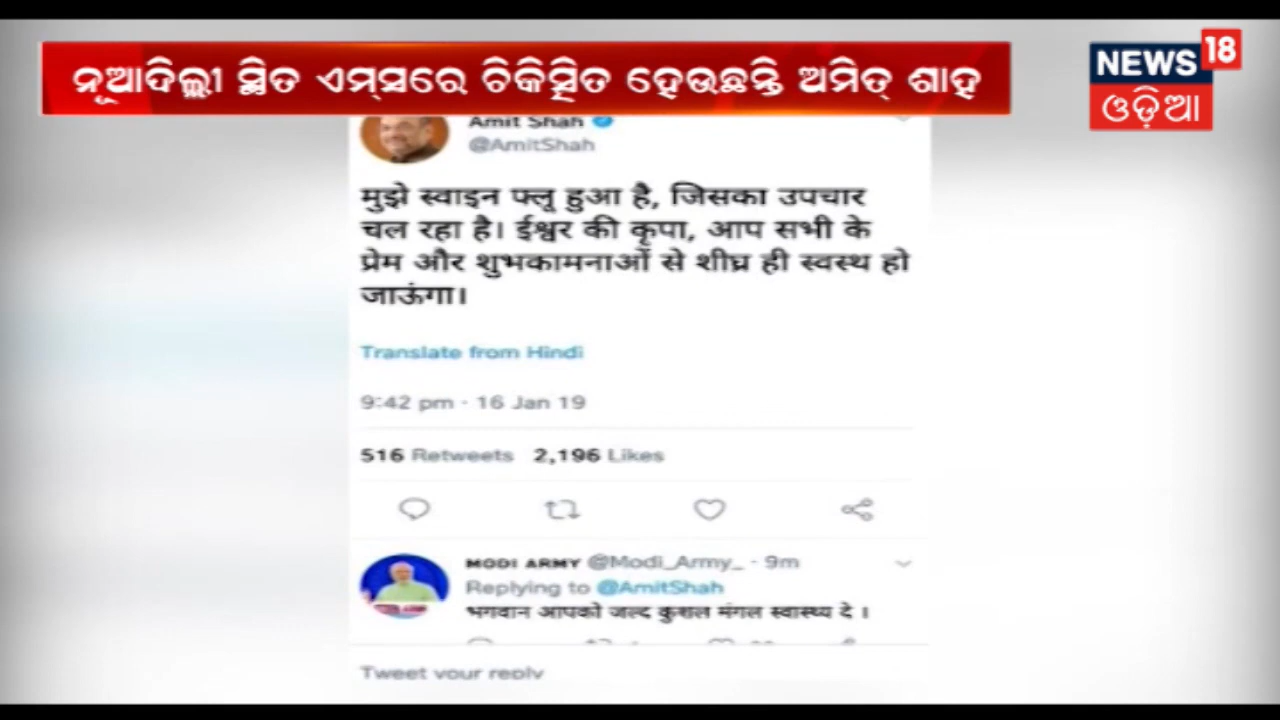 ନୂଆଦିଲ୍ଲୀ ସ୍ଥିତ ଏମ୍ସରେ ଚିକିତ୍ସିତ ହେଉଛନ୍ତି ଅମିତ୍ ଶାହ
NEWS 18
ଓଡ଼ିଆ
Amit Shah
@AmitShah
मुझे स्वाइन फ्लू हुआ है, जिसका उपचार
चल रहा है। ईश्वर की कृपा, आप सभी के
प्रेम और शुभकामनाओं से शीघ्र ही स्वस्थ हो
जाऊंगा।
Translate from Hindi
9:42 pm · 16 Jan 19
516 Retweets 2,196 Likes
MODI ARMY @Modi_Army_ · 9m
Replying to @AmitShah
भगवान आपको जल्द कुशल मंगल स्वास्थ्य दे ।
Tweet your reply